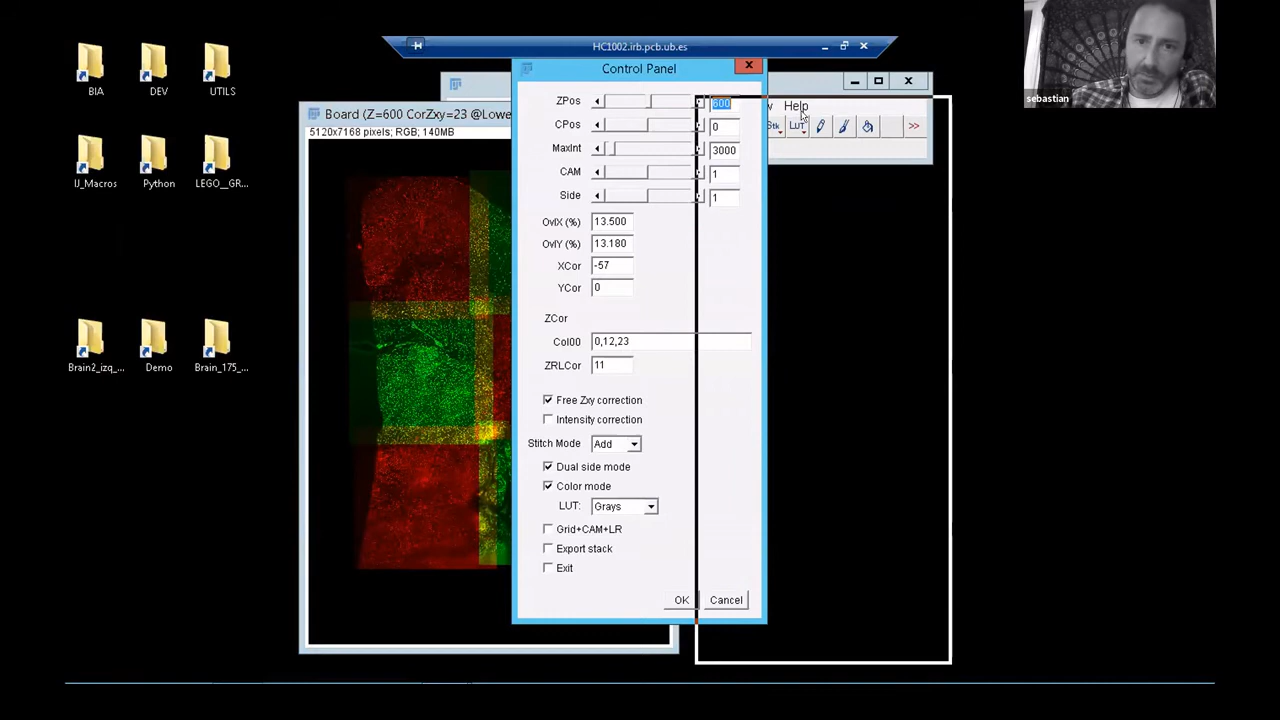 HC1002.irb.pcb.ub.es
Control Panel
sebastian
BIA
DEV
UTILS
IJ_Macros
Python
LEGO__GR...
Brain2_izq_...
Demo
Brain_175_...
Board (Z=600 CorZxy=23 @Lowe
5120x7168 pixels; RGB; 140MB
w Help
Stk
LUT
>>
ZPos
600
CPos
0
MaxInt
3000
CAM
1
Side
1
OvlX (%)
13.500
OvlY (%)
13.180
XCor
-57
YCor
0
ZCor
Col00
0,12,23
ZRLCor
11
Free Zxy correction
Intensity correction
Stitch Mode
Add
Dual side mode
Color mode
LUT:
Grays
Grid+CAM+LR
Export stack
Exit
OK
Cancel